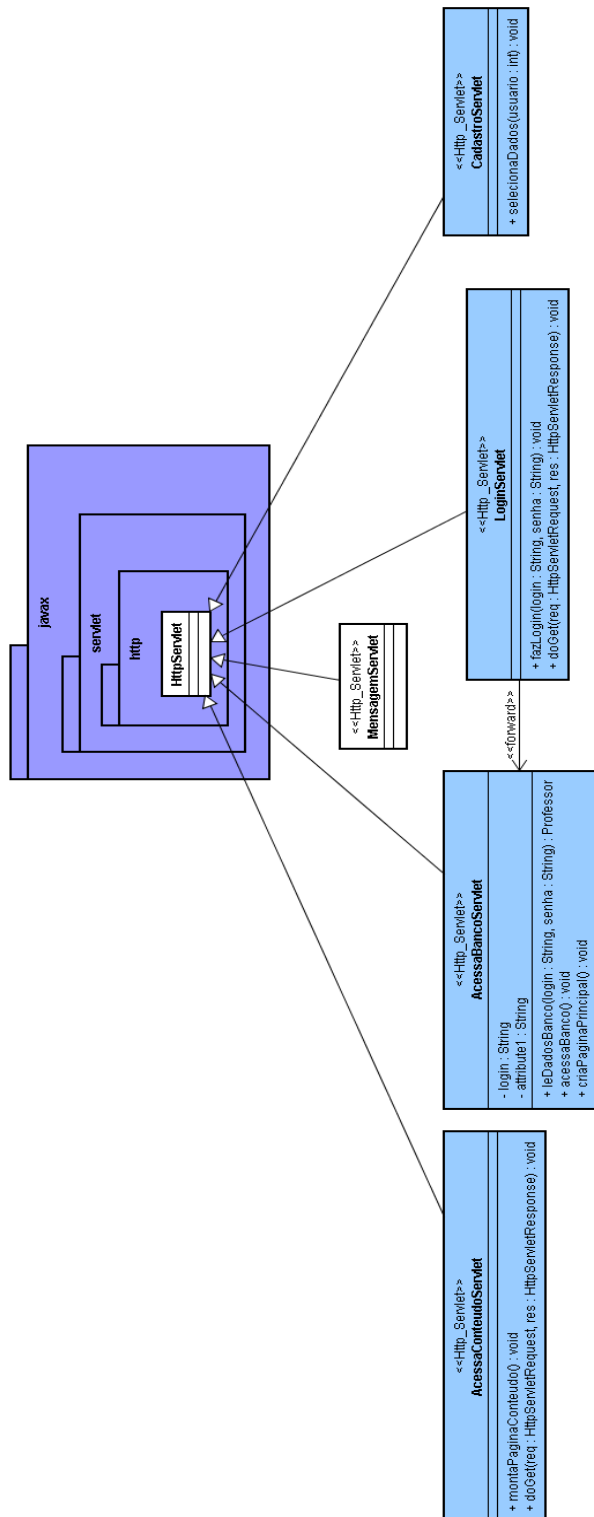 javax
servlet
http
HttpServlet
<<Http_Servlet>>
MensagemServlet
<<Http_Servlet>>
AcessaConteudoServlet
+ montaPaginaConteudo() : void
+ doGet(req : HttpServletRequest, res : HttpServletResponse) : void
<<Http_Servlet>>
AcessaBancoServlet
- login : String
- attribute1 : String
+ leDadosBanco(login : String, senha : String) : Professor
+ acessaBanco() : void
+ criaPaginaPrincipal() : void
<<forward>>
<<Http_Servlet>>
LoginServlet
+ fazLogin(login : String, senha : String) : void
+ doGet(req : HttpServletRequest, res : HttpServletResponse) : void
<<Http_Servlet>>
CadastroServlet
+ selecionaDados(usuario : int) : void